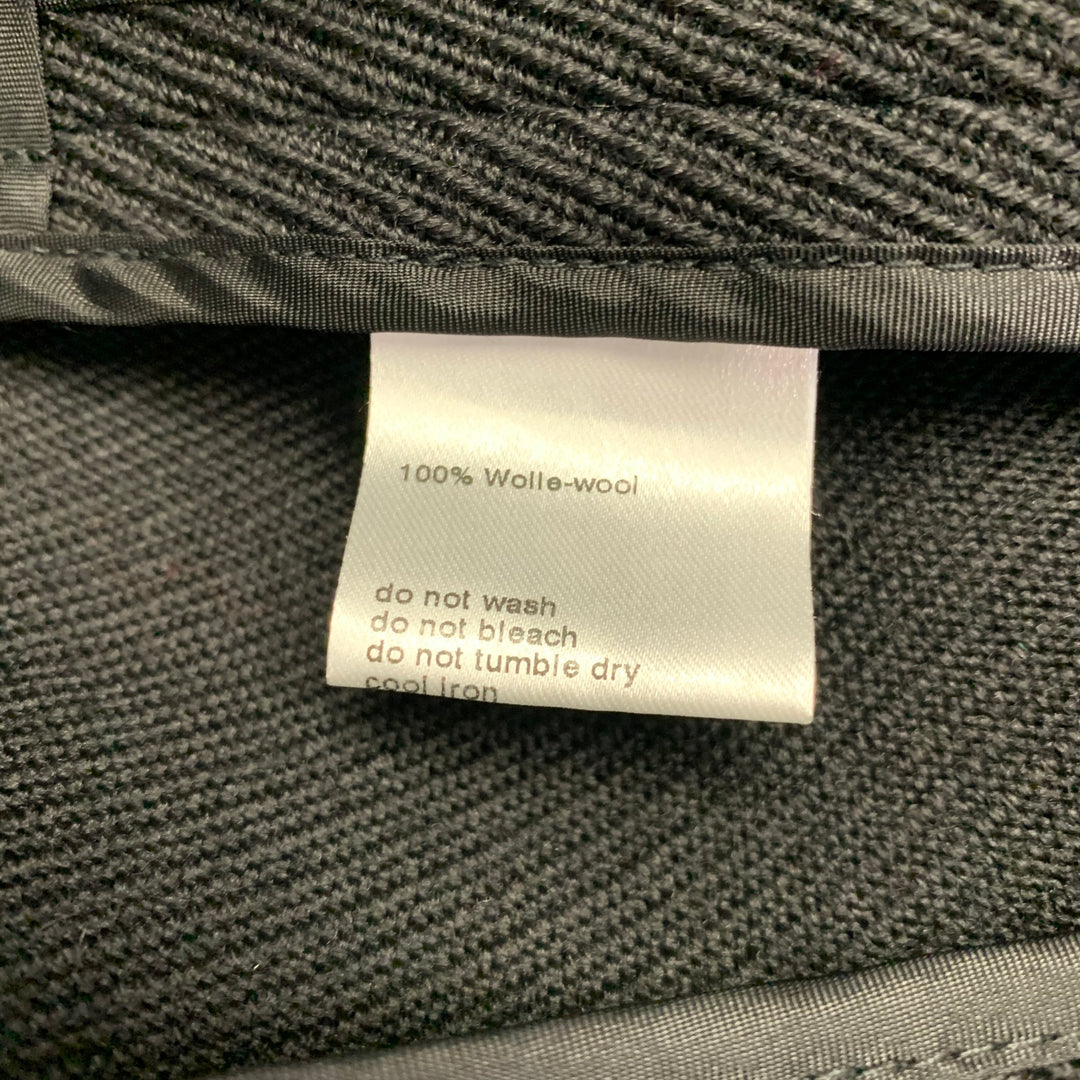 100% Wolle-wool
do not wash
do not bleach
do not tumble dry
cool iron